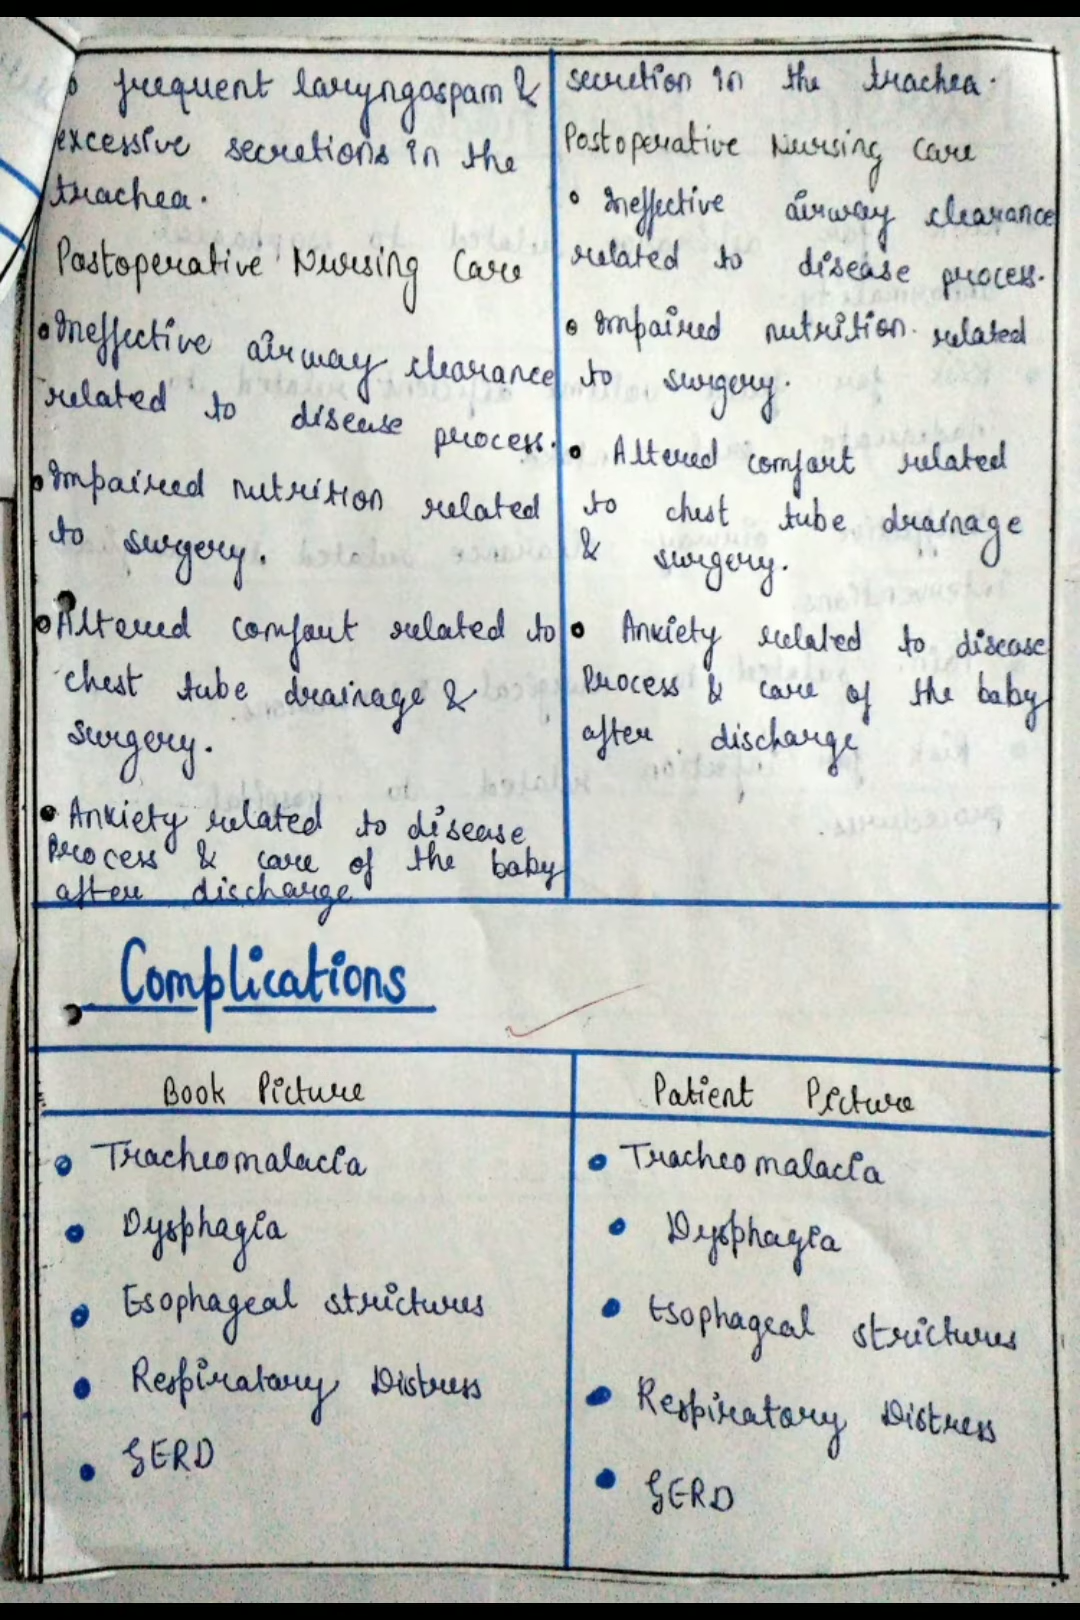 to frequent laryngospam &
excessive secretions in the
trachea.
Postoperative Nursing Care
• Ineffective airway clearance
related to disease process.
• Impaired nutrition related
to surgery.
• Altered comfort related to
chest tube drainage &
surgery.
• Anxiety related to disease
Process & care of the baby
after discharge
secretion in the trachea.
Postoperative Nursing Care
• Ineffective airway clearance
related to disease process.
• Impaired nutrition related
to surgery.
• Altered comfort related
to chest tube drainage
& surgery.
• Anxiety related to disease
Process & care of the baby
after discharge
Complications
Book Picture
• Tracheomalacia
• Dysphagia
• Esophageal strictures
• Respiratory Distress
• GERD
Patient Picture
• Tracheomalacia
• Dysphagia
• Esophageal strictures
• Respiratory Distress
• GERD